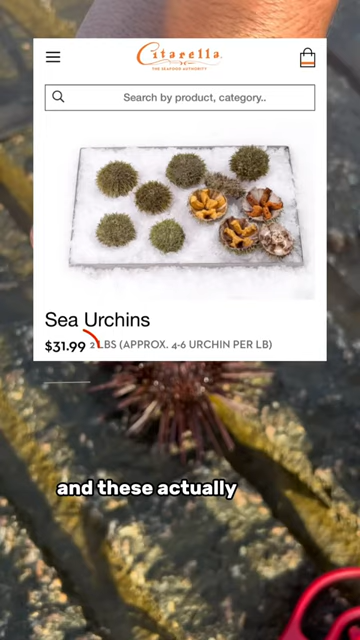 Citarella
THE SEAFOOD AUTHORITY
Search by product, category..
Sea Urchins
$31.99 2 LBS (APPROX. 4-6 URCHIN PER LB)
and these actually